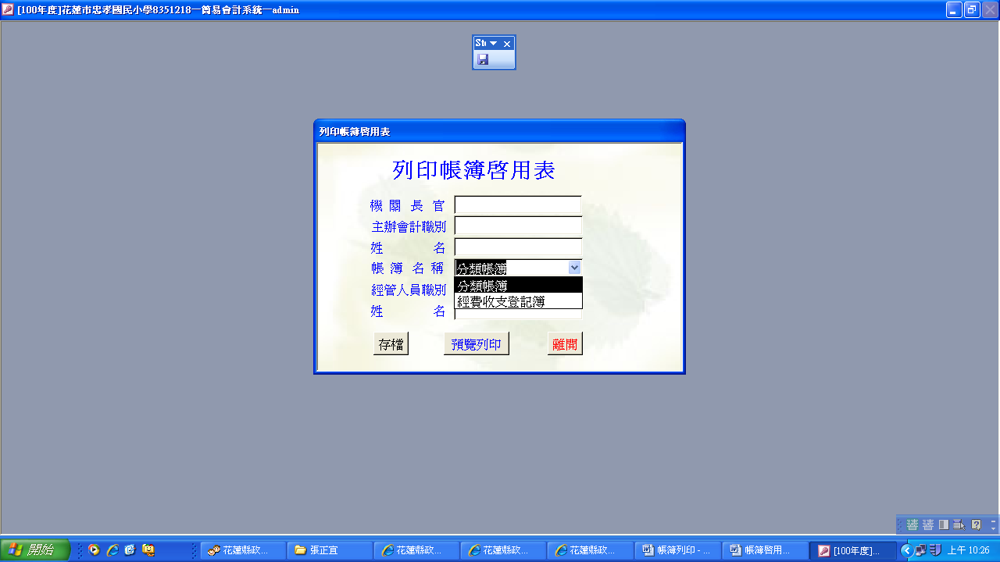 [100年度]花蓮市忠孝國民小學8351218—簡易會計系統—admin
列印帳簿啓用表
列印帳簿啓用表
機 關 長 官
主辦會計職別
姓 名
帳 簿 名 稱 分類帳簿
分類帳簿
經費收支登記簿
經管人員職別
姓 名
存檔 預覽列印 離開
開始 花蓮縣政... 張正宜 花蓮縣政... 花蓮縣政... 花蓮縣政... 帳簿列印 - ... 帳簿啓用... [100年度]... 上午 10:26